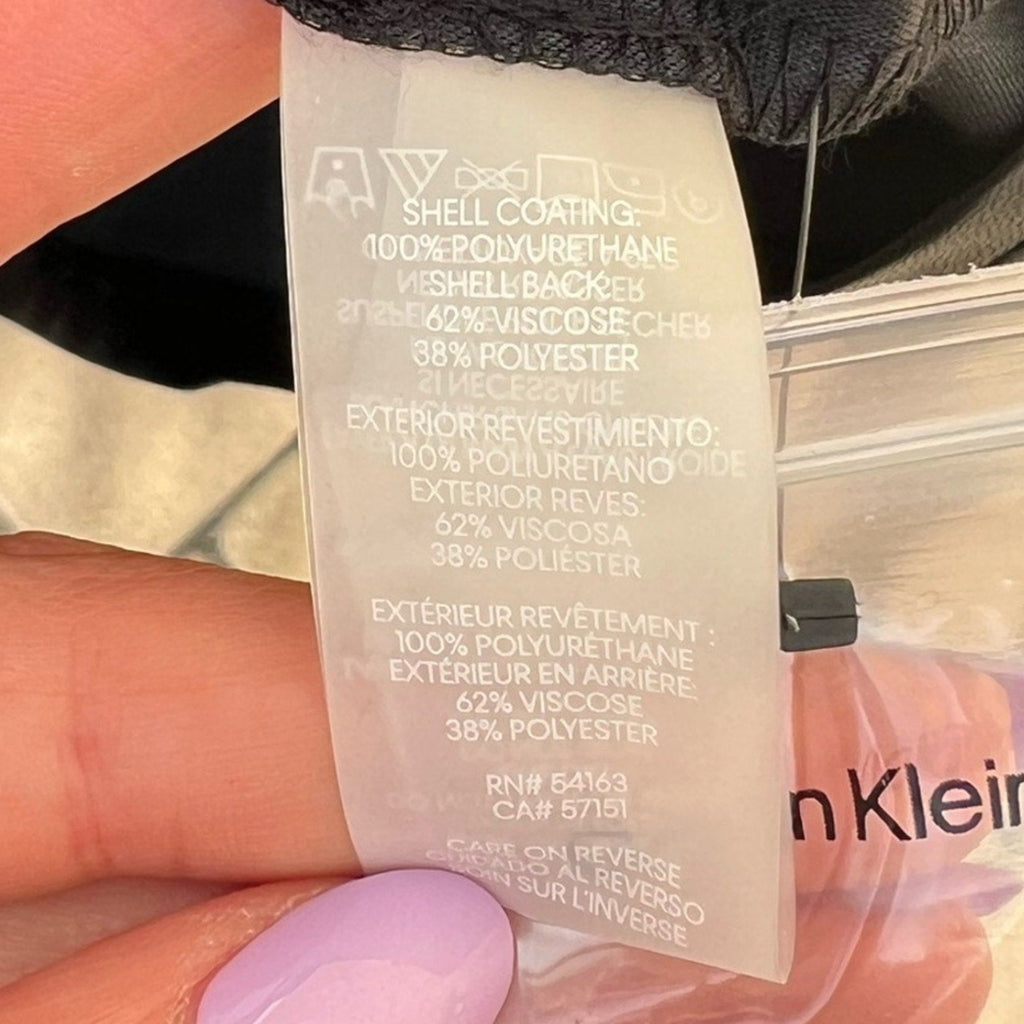 SHELL COATING:
100% POLYURETHANE
SHELL BACK:
62% VISCOSE
38% POLYESTER
EXTERIOR REVESTIMIENTO:
100% POLIURETANO
EXTERIOR REVES:
62% VISCOSA
38% POLIÉSTER
EXTÉRIEUR REVÊTEMENT :
100% POLYURÉTHANE
EXTÉRIEUR EN ARRIÈRE:
62% VISCOSE
38% POLYESTER
RN# 54163
CA# 57151
CARE ON REVERSE
CUIDADO AL REVERSO
SOIN SUR L'INVERSE
n Klein